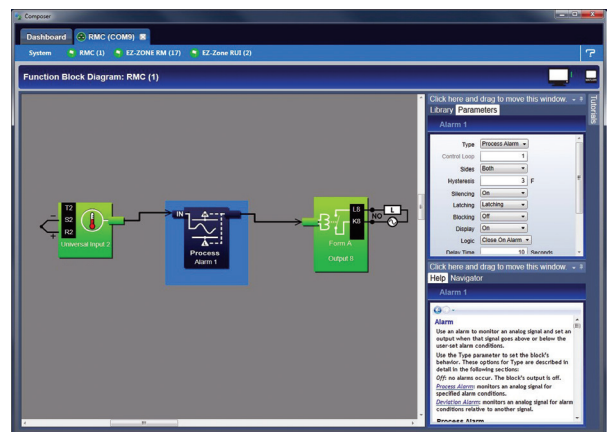 Composer
Dashboard RMC (COM9)
System RMC (1) EZ-ZONE RM (17) EZ-Zone RUI (2)
Function Block Diagram: RMC (1)
Click here and drag to move this window.
Library Parameters
Tutorials
Alarm 1
Type Process Alarm
Control Loop 1
Sides Both
Hysteresis 3 F
Silencing On
Latching Latching
Blocking Off
Display On
Logic Close On Alarm
Delay Time 10 Seconds
T2
S2
R2
Universal Input 2
IN
Process
Alarm 1
L8
K8
NO
L
Form A
Output 8
Click here and drag to move this window.
Help Navigator
Alarm 1
Alarm
Use an alarm to monitor an analog signal and set an
output when that signal goes above or below the
user-set alarm conditions.
Use the Type parameter to set the block's
behavior. These options for Type are described in
detail in the following sections:
Off: no alarms occur. The block's output is off.
Process Alarm: monitors an analog signal for
specified alarm conditions.
Deviation Alarm: monitors an analog signal for alarm
conditions relative to another signal.
Process Alarm